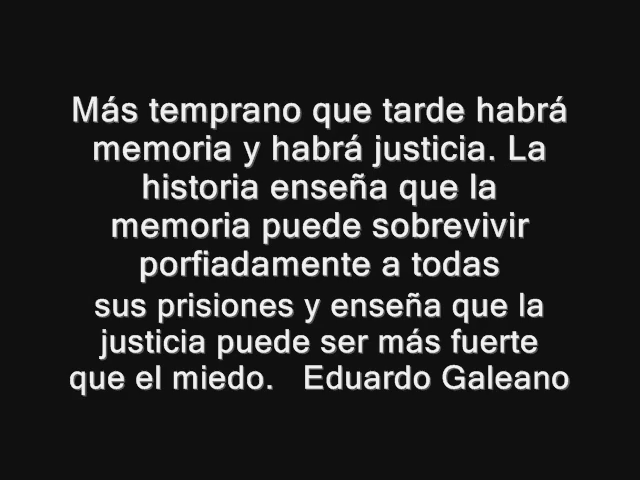 Más temprano que tarde habrá
memoria y habrá justicia. La
historia enseña que la
memoria puede sobrevivir
porfiadamente a todas
sus prisiones y enseña que la
justicia puede ser más fuerte
que el miedo. Eduardo Galeano